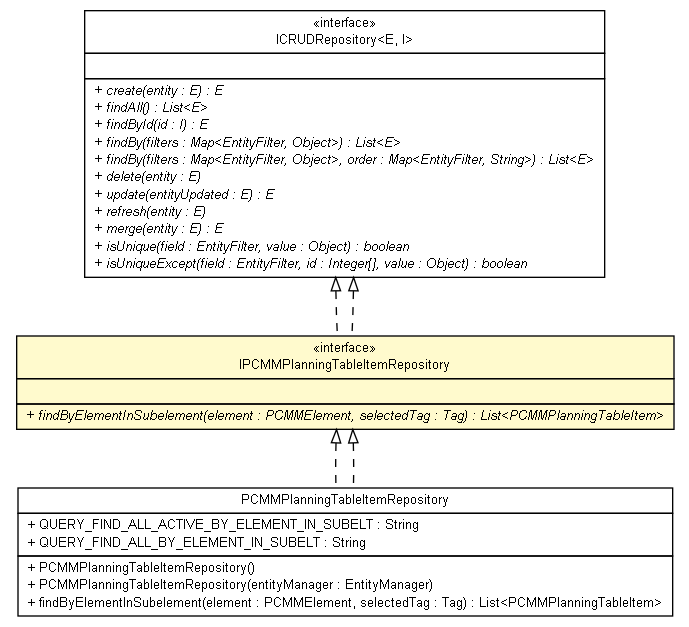 «interface»
ICRUDRepository<E, I>
+ create(entity : E) : E
+ findAll() : List<E>
+ findById(id : I) : E
+ findBy(filters : Map<EntityFilter, Object>) : List<E>
+ findBy(filters : Map<EntityFilter, Object>, order : Map<EntityFilter, String>) : List<E>
+ delete(entity : E)
+ update(entityUpdated : E) : E
+ refresh(entity : E)
+ merge(entity : E) : E
+ isUnique(field : EntityFilter, value : Object) : boolean
+ isUniqueExcept(field : EntityFilter, id : Integer[], value : Object) : boolean
«interface»
IPCMMPlanningTableItemRepository
+ findByElementInSubelement(element : PCMMElement, selectedTag : Tag) : List<PCMMPlanningTableItem>
PCMMPlanningTableItemRepository
+ QUERY_FIND_ALL_ACTIVE_BY_ELEMENT_IN_SUBELT : String
+ QUERY_FIND_ALL_BY_ELEMENT_IN_SUBELT : String
+ PCMMPlanningTableItemRepository()
+ PCMMPlanningTableItemRepository(entityManager : EntityManager)
+ findByElementInSubelement(element : PCMMElement, selectedTag : Tag) : List<PCMMPlanningTableItem>